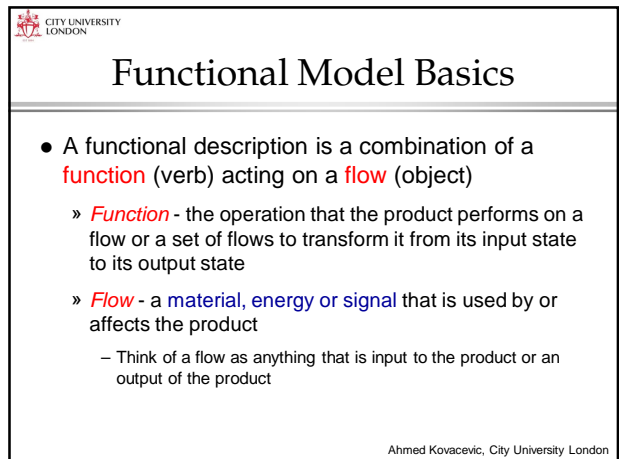 CITY UNIVERSITY
LONDON
Functional Model Basics
● A functional description is a combination of a
function (verb) acting on a flow (object)
» Function - the operation that the product performs on a
flow or a set of flows to transform it from its input state
to its output state
» Flow - a material, energy or signal that is used by or
affects the product
– Think of a flow as anything that is input to the product or an
output of the product
Ahmed Kovacevic, City University London